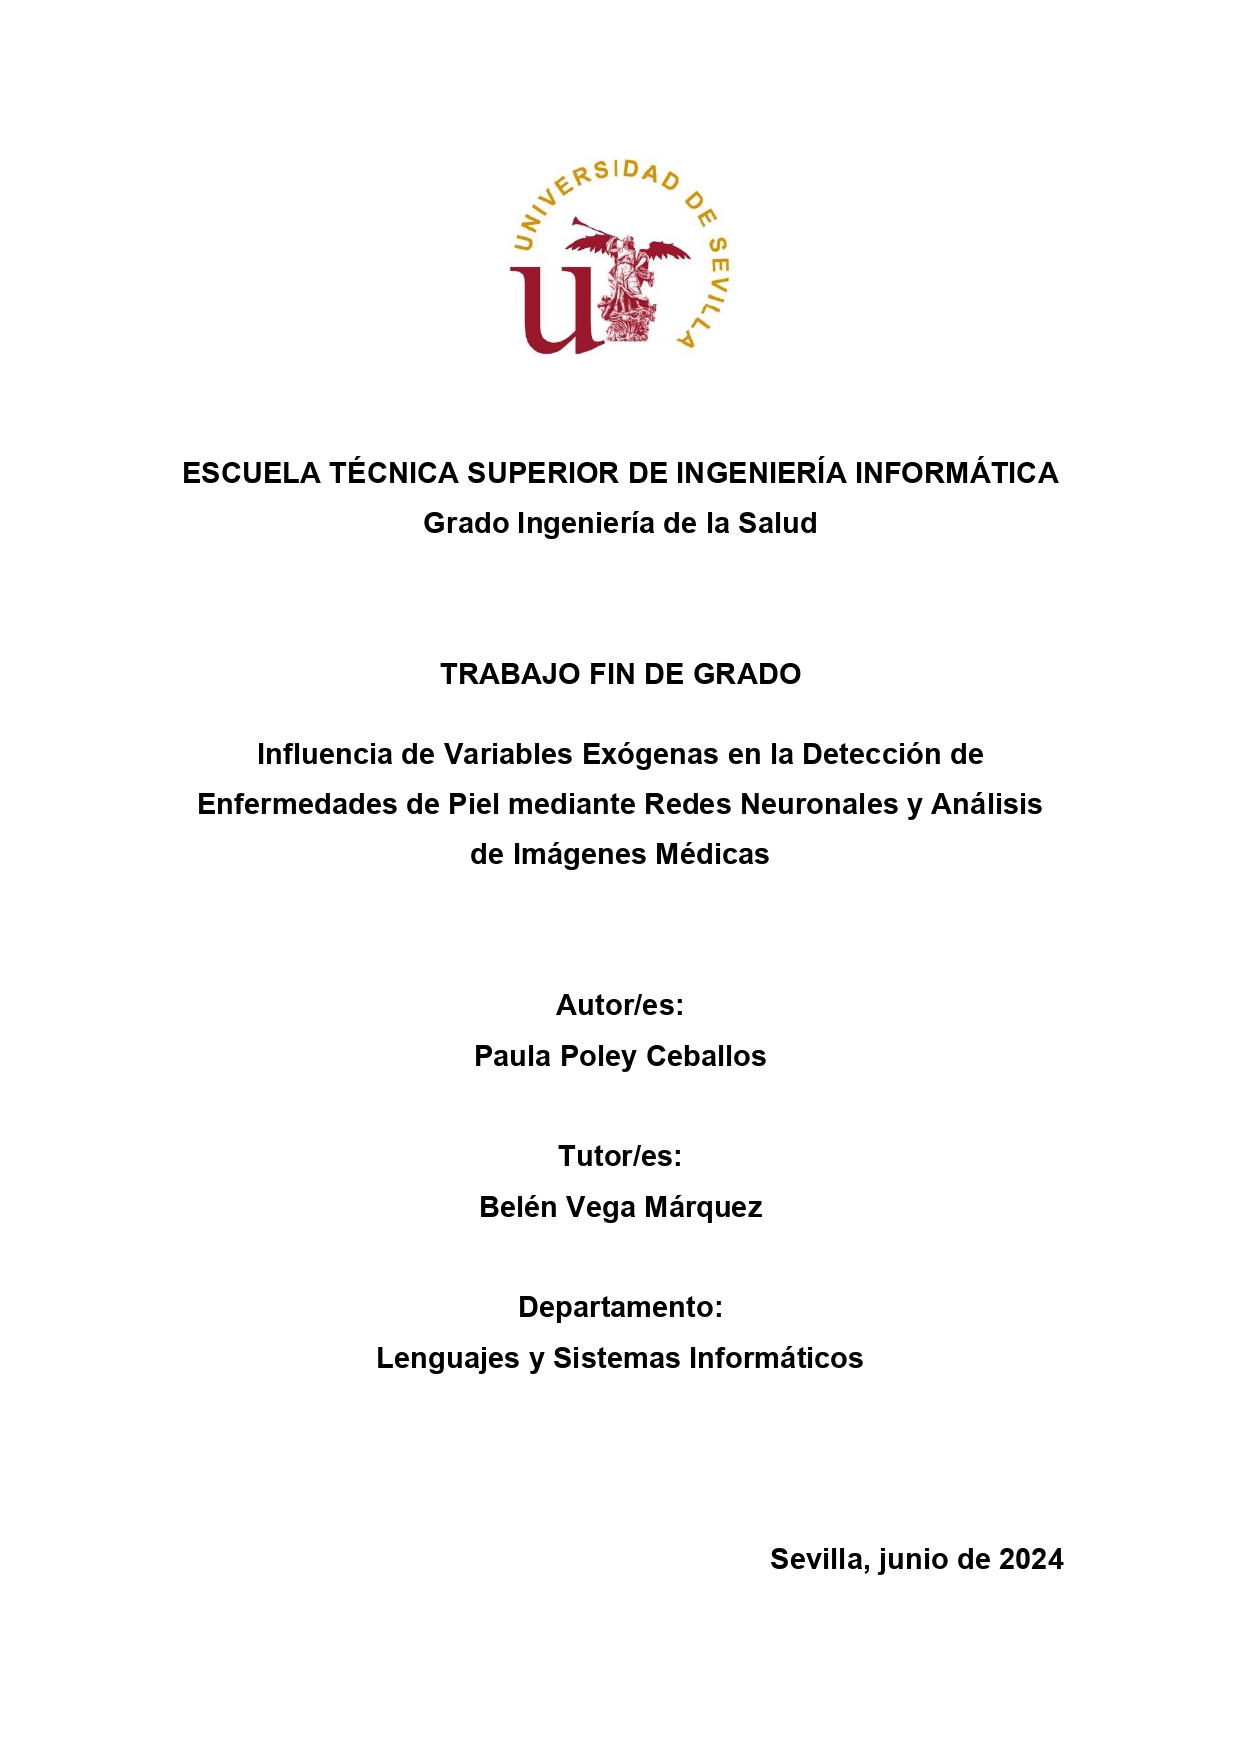 UNIVERSIDAD DE SEVILLA
u
ESCUELA TÉCNICA SUPERIOR DE INGENIERÍA INFORMÁTICA
Grado Ingeniería de la Salud
TRABAJO FIN DE GRADO
Influencia de Variables Exógenas en la Detección de
Enfermedades de Piel mediante Redes Neuronales y Análisis
de Imágenes Médicas
Autor/es:
Paula Poley Ceballos
Tutor/es:
Belén Vega Márquez
Departamento:
Lenguajes y Sistemas Informáticos
Sevilla, junio de 2024